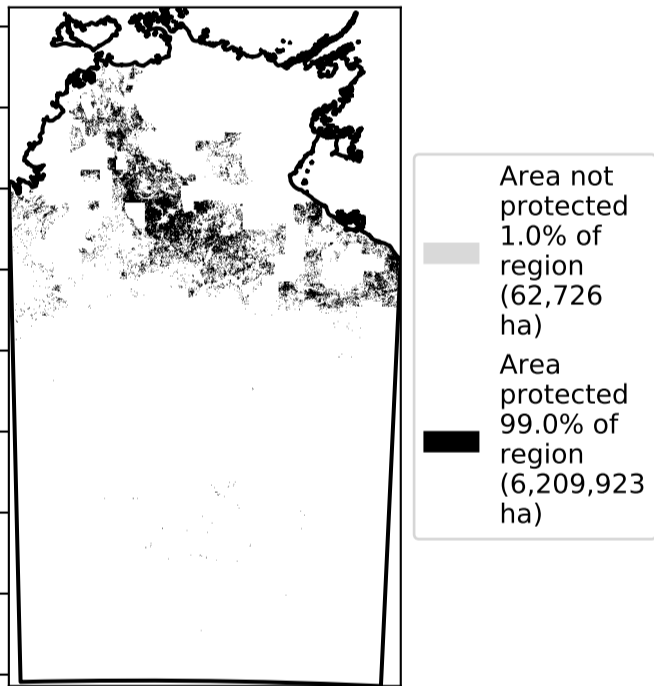 Area not
protected
1.0% of
region
(62,726
ha)
Area
protected
99.0% of
region
(6,209,923
ha)